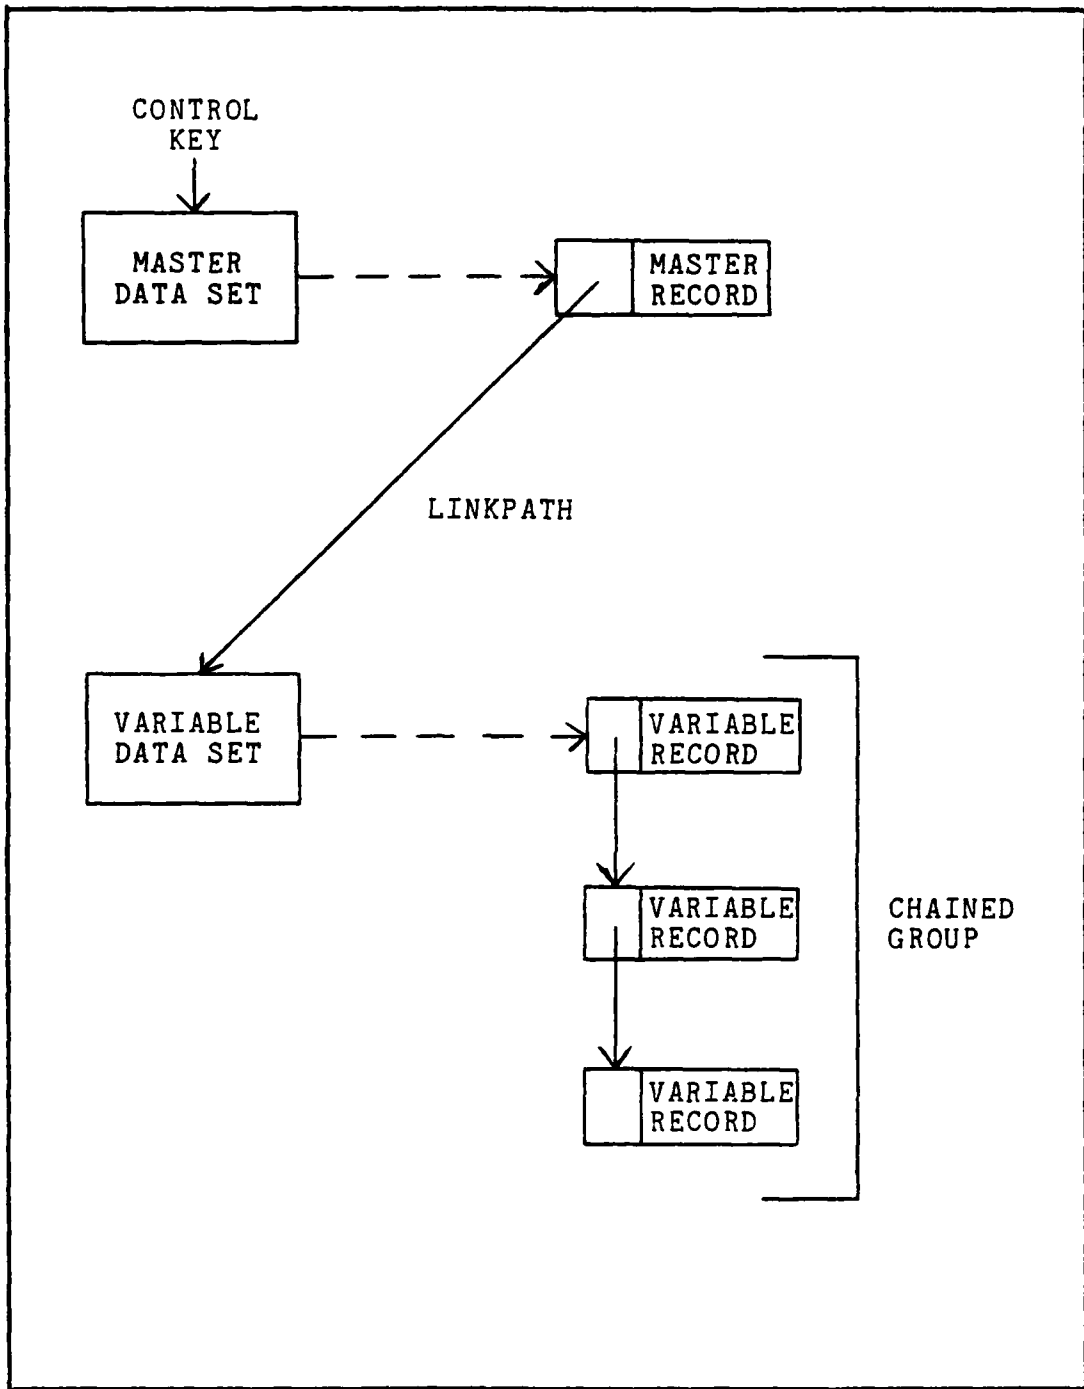 CONTROL
KEY
MASTER
DATA SET
MASTER
RECORD
LINKPATH
VARIABLE
DATA SET
VARIABLE
RECORD
VARIABLE
RECORD
CHAINED
GROUP
VARIABLE
RECORD